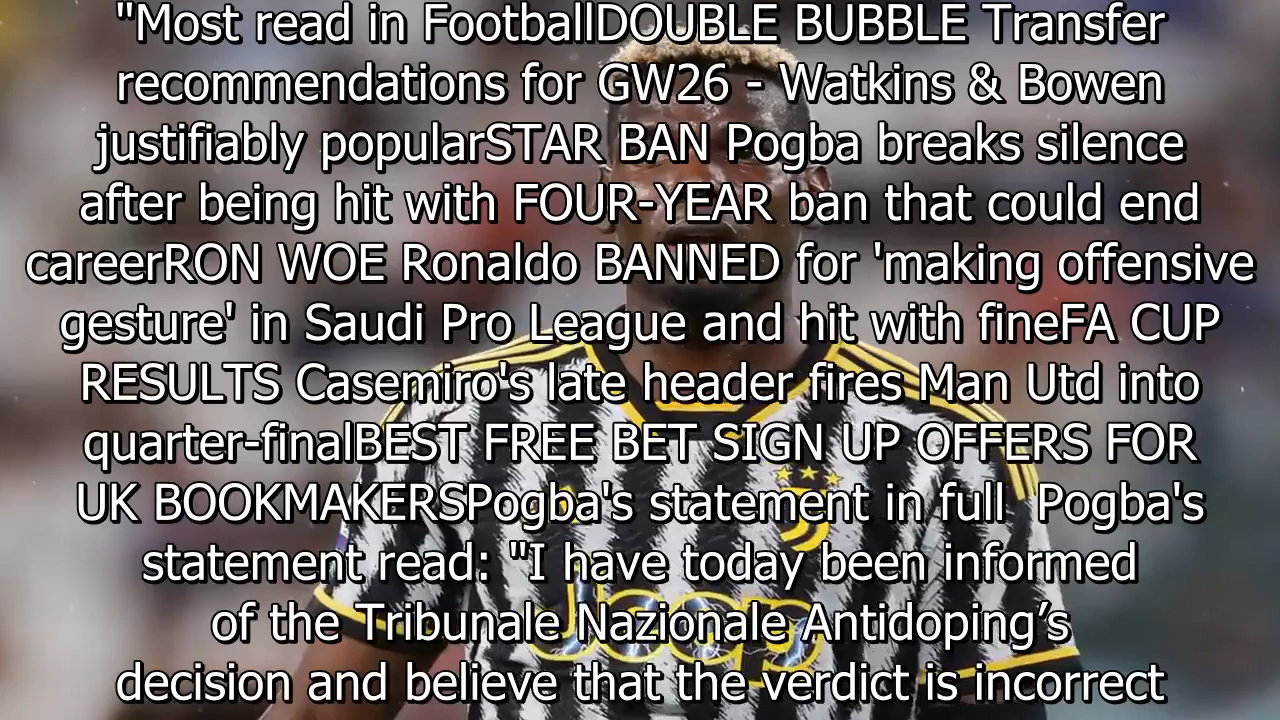 "Most read in FootballDOUBLE BUBBLE Transfer
recommendations for GW26 - Watkins & Bowen
justifiably popularSTAR BAN Pogba breaks silence
after being hit with FOUR-YEAR ban that could end
careerRON WOE Ronaldo BANNED for 'making offensive
gesture' in Saudi Pro League and hit with fineFA CUP
RESULTS Casemiro's late header fires Man Utd into
quarter-finalBEST FREE BET SIGN UP OFFERS FOR
UK BOOKMAKERSPogba's statement in full  Pogba's
statement read: "I have today been informed
of the Tribunale Nazionale Antidoping’s
Jeep
decision and believe that the verdict is incorrect